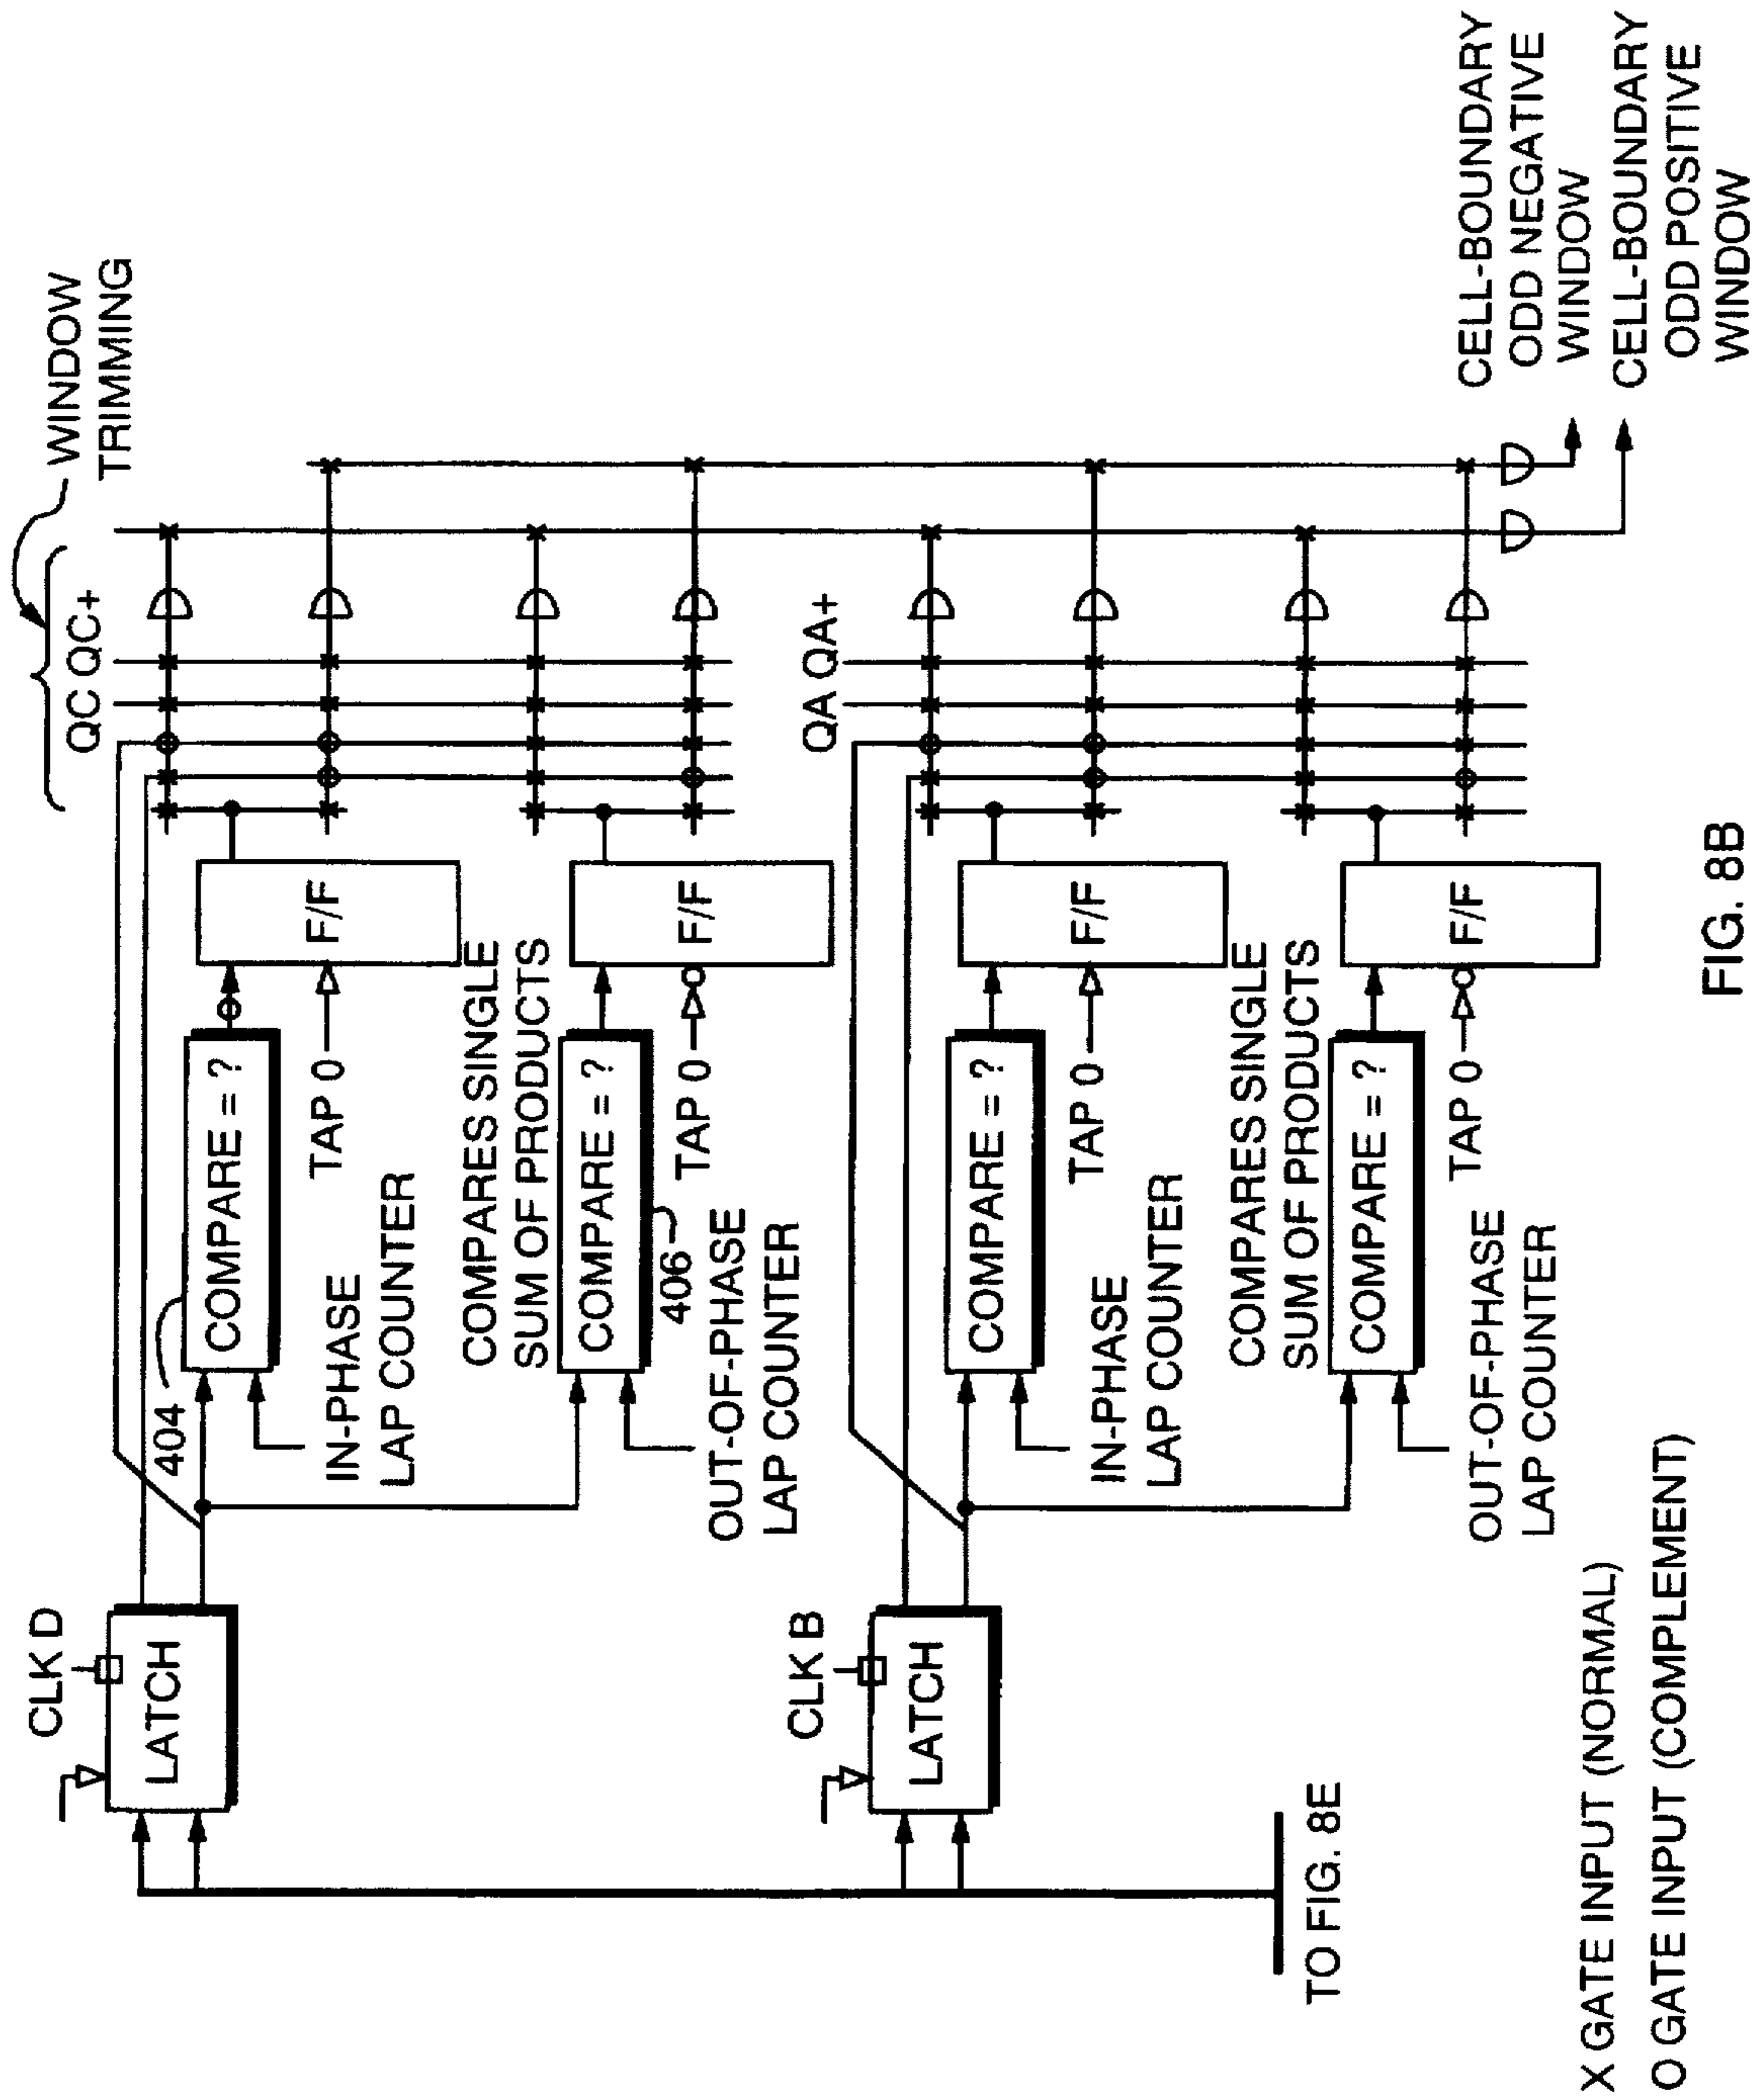 WINDOW
TRIMMING
QC QC+
CLK D
LATCH
404
COMPARE = ?
F/F
TAP 0
IN-PHASE
LAP COUNTER
COMPARES SINGLE
SUM OF PRODUCTS
COMPARE = ?
406
F/F
TAP 0
OUT-OF-PHASE
LAP COUNTER
QA QA+
CLK B
LATCH
COMPARE = ?
F/F
TAP 0
IN-PHASE
LAP COUNTER
COMPARES SINGLE
SUM OF PRODUCTS
COMPARE = ?
F/F
TAP 0
OUT-OF-PHASE
LAP COUNTER
TO FIG. 8E
CELL-BOUNDARY
ODD NEGATIVE
WINDOW
CELL-BOUNDARY
ODD POSITIVE
WINDOW
X GATE INPUT (NORMAL)
O GATE INPUT (COMPLEMENT)
FIG. 8B